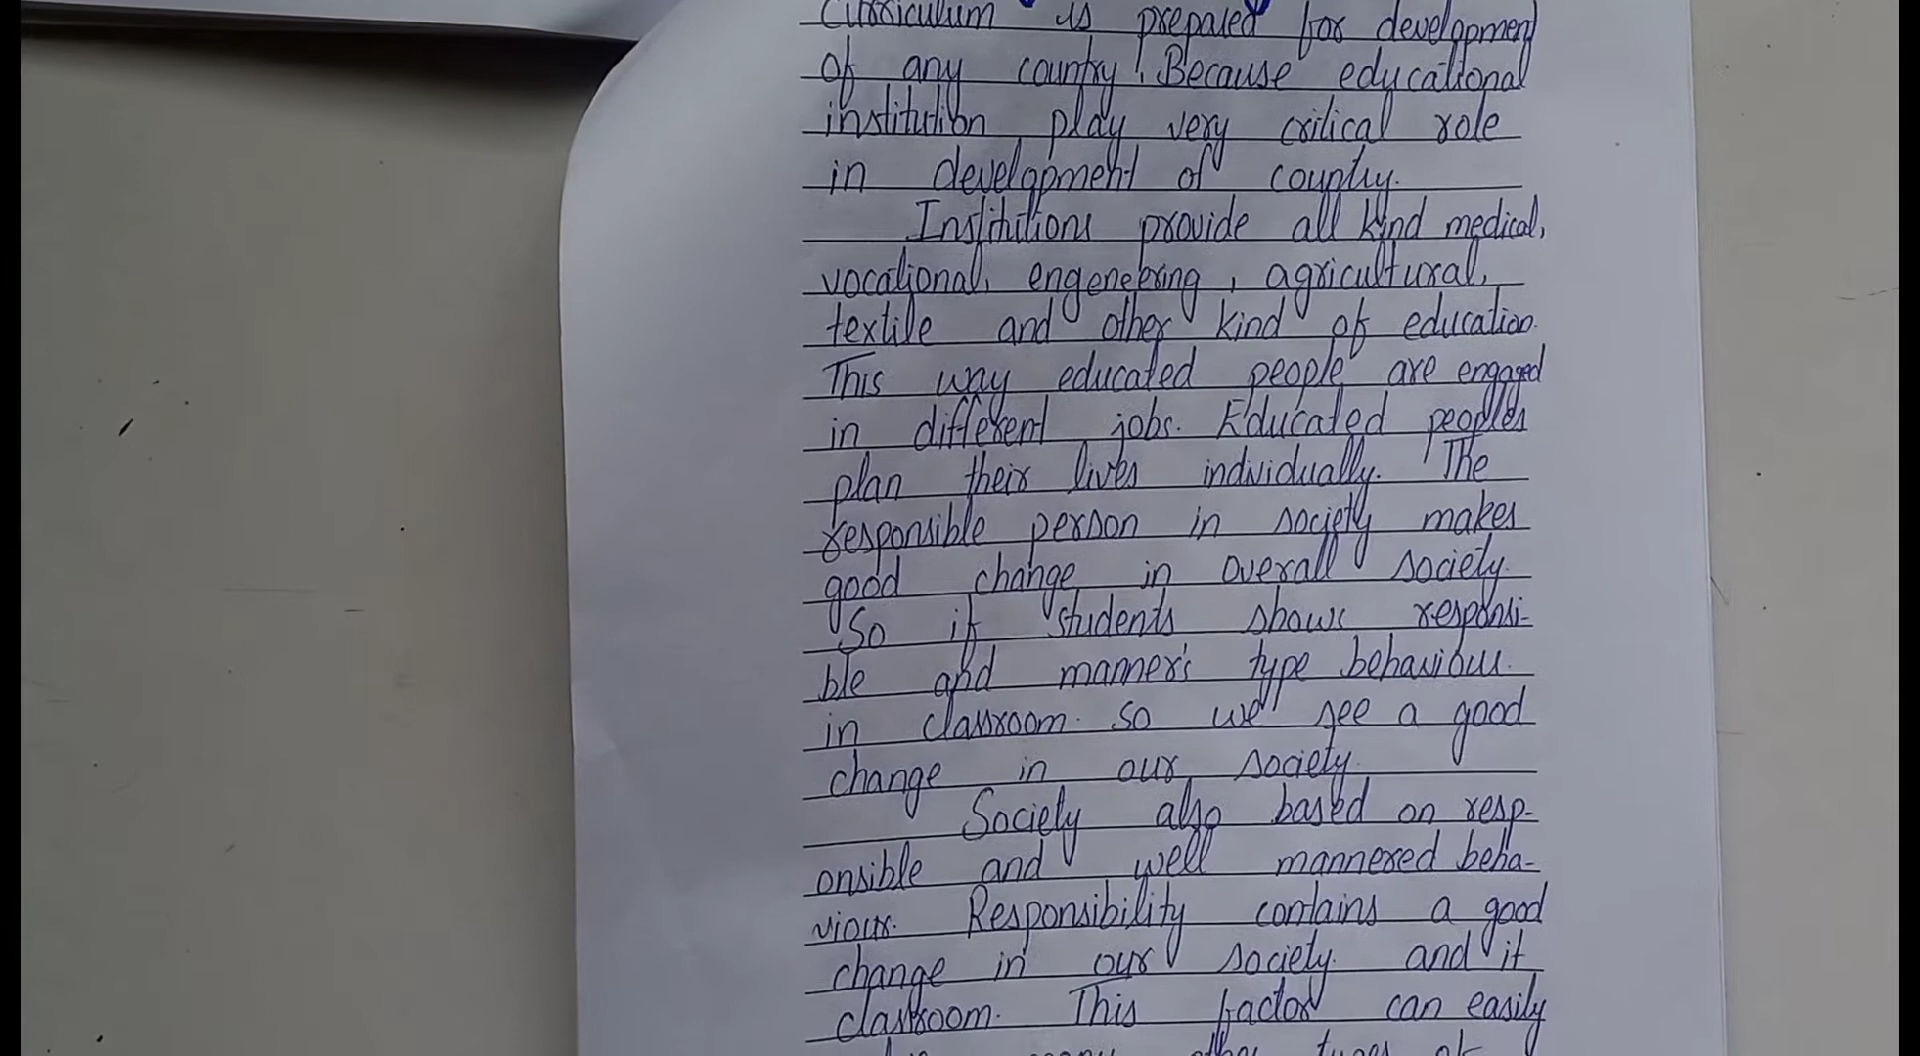 Curriculum is prepared for development
of any country. Because educational
institution play very critical role
in development of country.
Institutions provide all kind medical,
vocational, engeneering, agricultural,
textile and other kind of education.
This way educated people are engaged
in different jobs. Educated peoples
plan their lives individually. The
responsible person in society makes
good change in overall society.
So if students shows responsi-
ble and manner's type behaviour.
in classroom. so we see a good
change in our society.
Society also based on resp-
onsible and well mannered beha-
viour. Responsibility contains a good
change in our society. and it
classroom. This factor can easily
many other types of